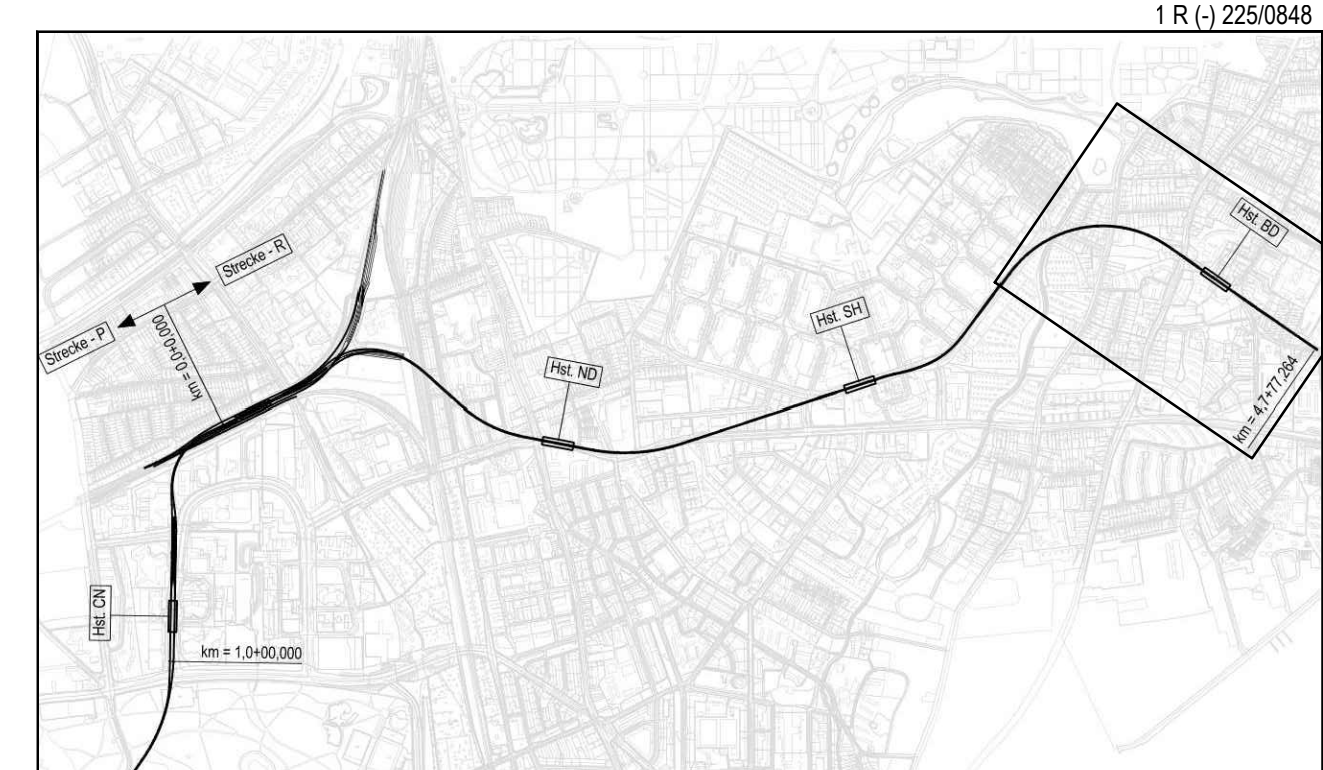 1 R (-) 225/0848
Hst. BD
Strecke - R
Strecke - P
km = 0,0+0,000
Hst. SH
Hst. ND
km = 4,7+77,264
Hst. CN
km = 1,0+00,000